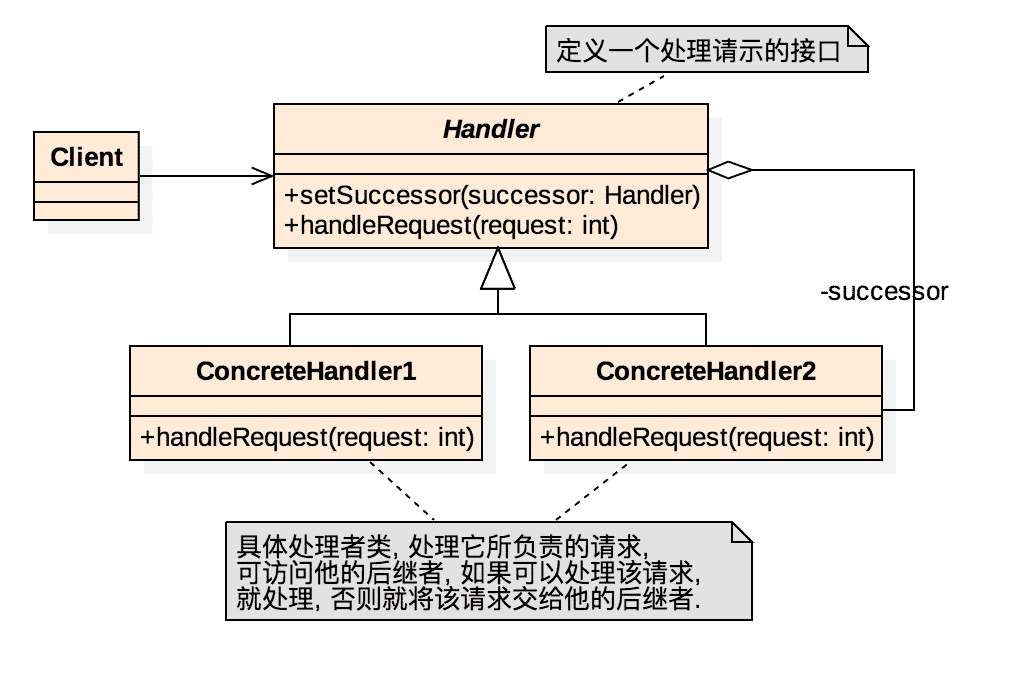 定义一个处理请示的接口
Handler
Client
+setSuccessor(successor: Handler)
+handleRequest(request: int)
-successor
ConcreteHandler1
ConcreteHandler2
+handleRequest(request: int)
+handleRequest(request: int)
具体处理者类, 处理它所负责的请求,
可访问他的后继者, 如果可以处理该请求,
就处理, 否则就将该请求交给他的后继者.